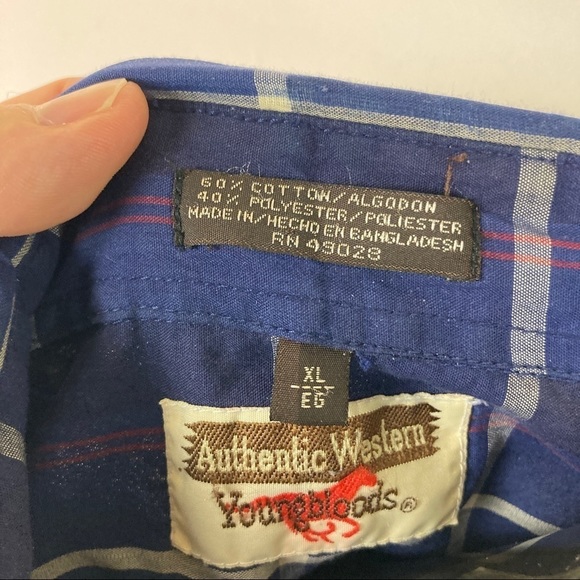 60% COTTON/ALGODON
40% POLYESTER/POLIESTER
MADE IN/HECHO EN BANGLADESH
RN 49028
XL
EG
Authentic Western
Youngbloods®